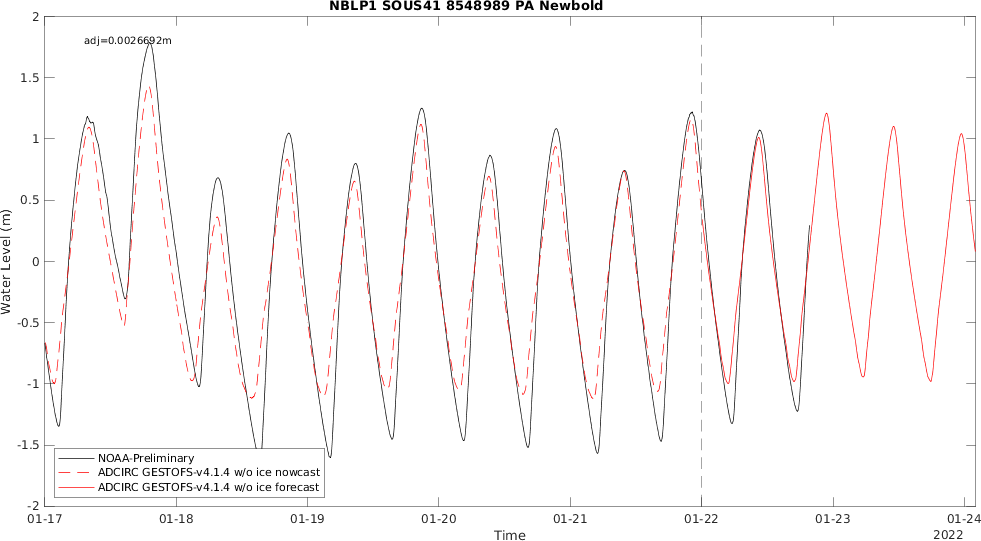 NBLP1 SOUS41 8548989 PA Newbold
adj=0.0026692m
2
1.5
1
0.5
0
-0.5
-1
-1.5
-2
Water Level (m)
NOAA-Preliminary
ADCIRC GESTOFS-v4.1.4 w/o ice nowcast
ADCIRC GESTOFS-v4.1.4 w/o ice forecast
01-17 01-18 01-19 01-20 01-21 01-22 01-23 01-24
Time
2022